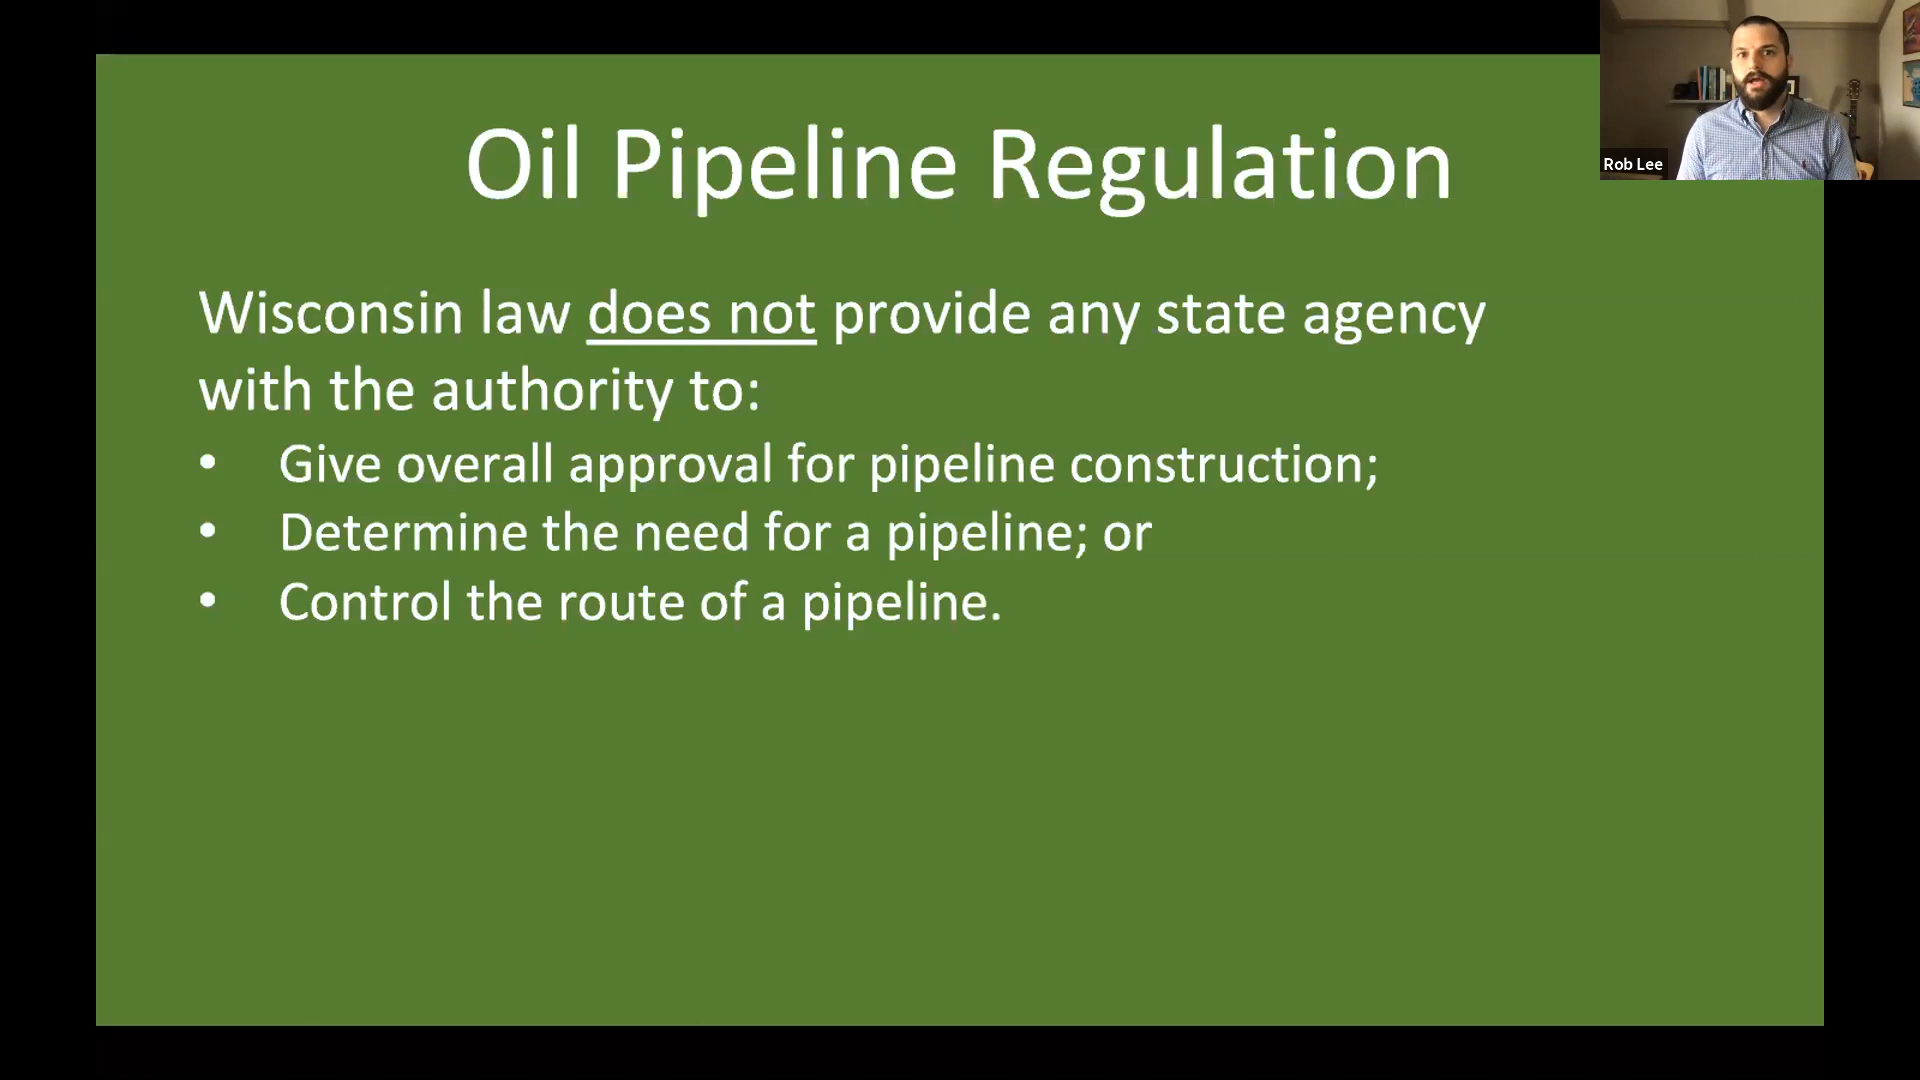 Oil Pipeline Regulation
Rob Lee
Wisconsin law does not provide any state agency
with the authority to:
• Give overall approval for pipeline construction;
• Determine the need for a pipeline; or
• Control the route of a pipeline.